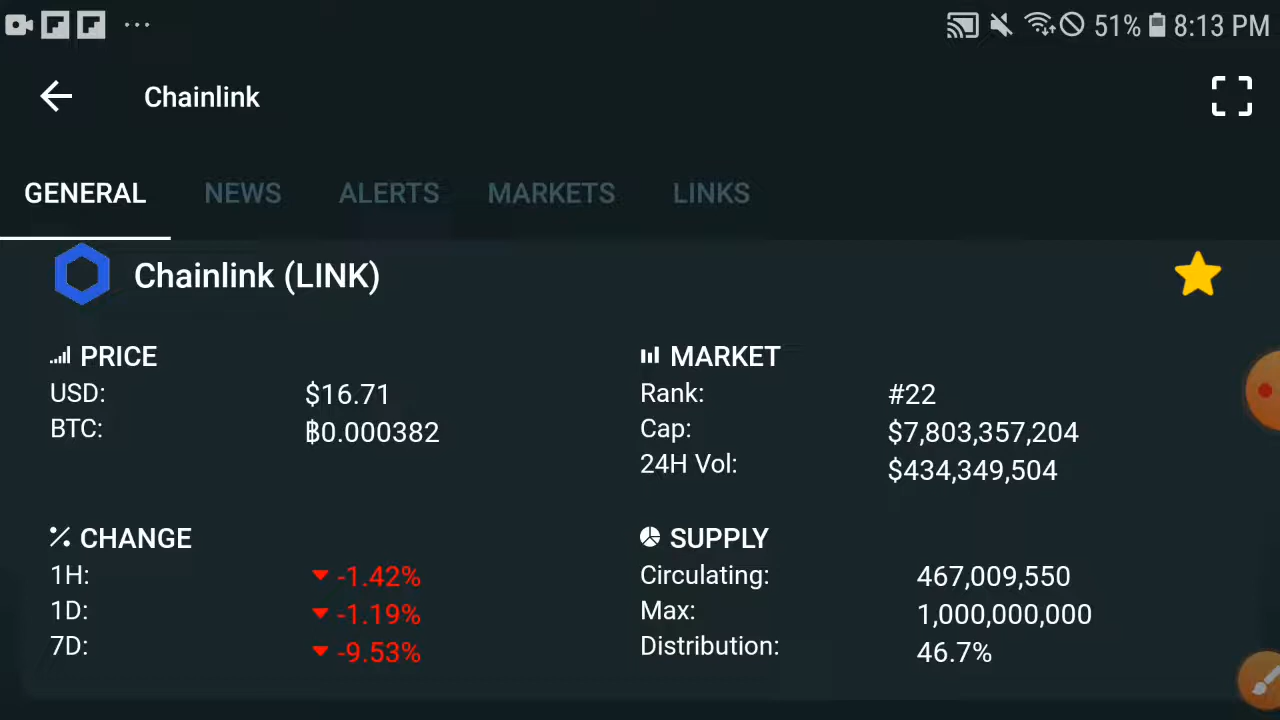 51% 8:13 PM
Chainlink
GENERAL NEWS ALERTS MARKETS LINKS
Chainlink (LINK)
PRICE
USD: $16.71
BTC: ฿0.000382
MARKET
Rank: #22
Cap: $7,803,357,204
24H Vol: $434,349,504
CHANGE
1H: -1.42%
1D: -1.19%
7D: -9.53%
SUPPLY
Circulating: 467,009,550
Max: 1,000,000,000
Distribution: 46.7%